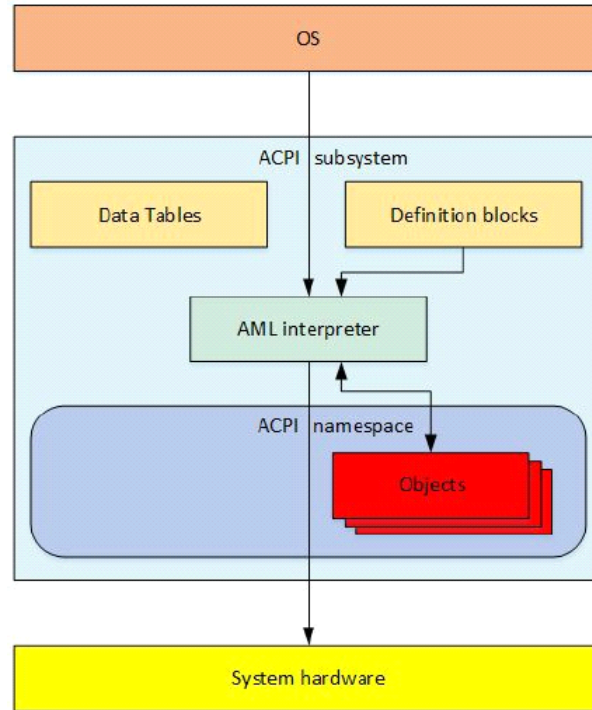 OS
ACPI subsystem
Data Tables
Definition blocks
AML interpreter
ACPI namespace
Objects
System hardware